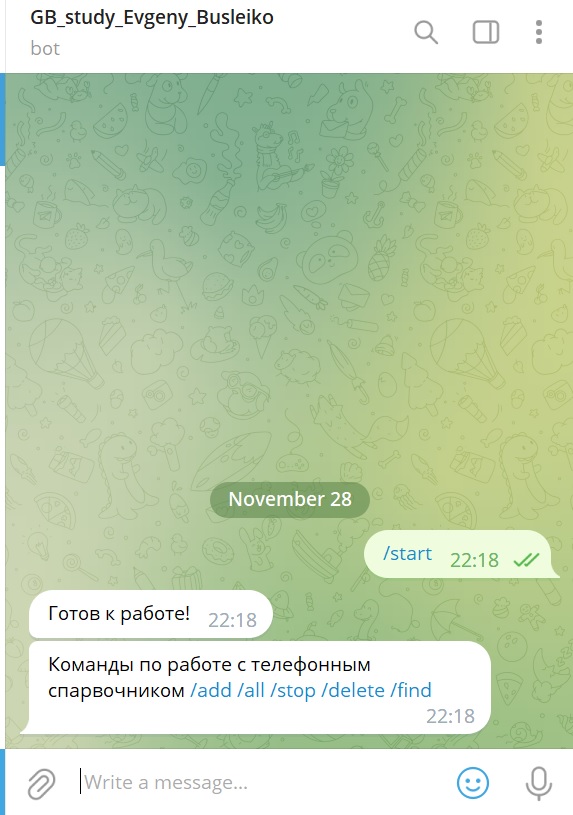 GB_study_Evgeny_Busleiko
bot
November 28
/start 22:18
Готов к работе! 22:18
Команды по работе с телефонным
спарвочником /add /all /stop /delete /find
22:18
Write a message...